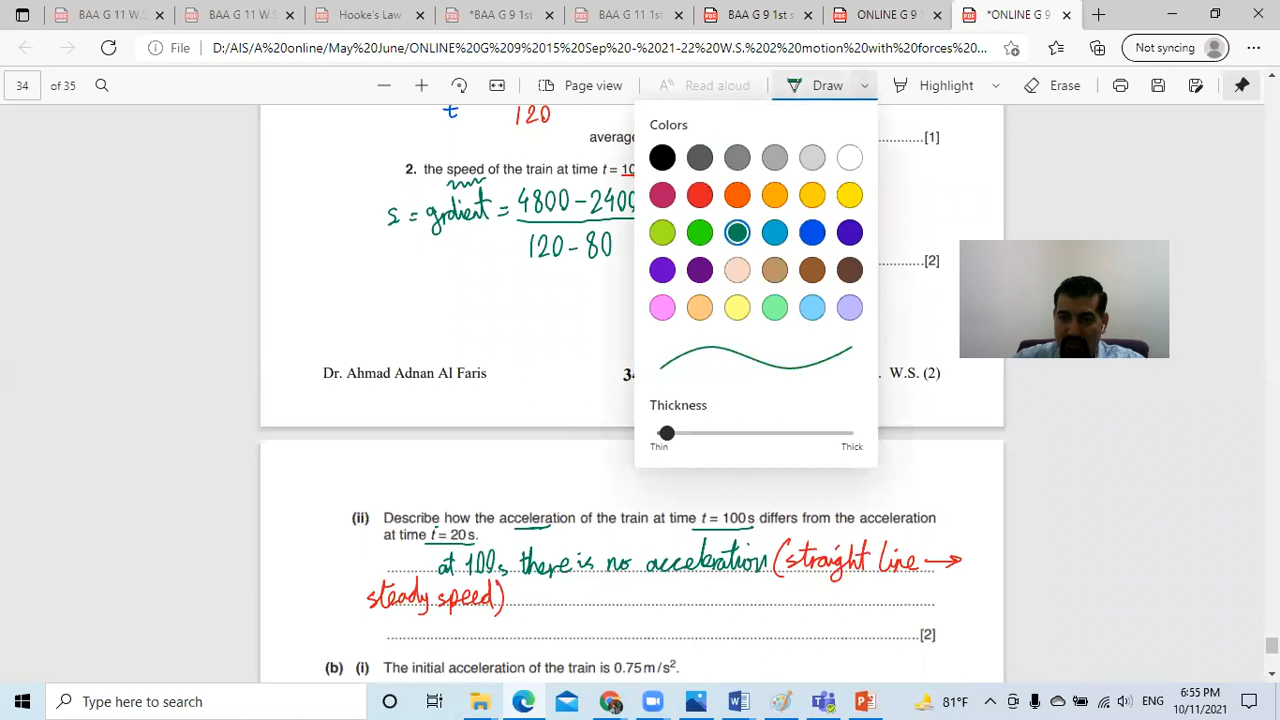 BAA G 11 W
BAA G 11 W.
Hooke's Law
*BAA G 9 1st
BAA G 11 1st
BAA G 9 1st s
ONLINE G 9
*ONLINE G 9
File
D:/AIS/A%20online/May%20June/ONLINE%20G%209%2015%20Sep%20-%2021-22%20W.S.%202%20motion%20with%20forces%20...
Not syncing
34 of 35
Page view
Read aloud
Draw
Highlight
Erase
t 120
average
[1]
2. the speed of the train at time t = 10
s = gradient = 4800 - 2400
120 - 80
[2]
Colors
Thickness
Thin Thick
Dr. Ahmad Adnan Al Faris
34
W.S. (2)
(ii) Describe how the acceleration of the train at time t = 100 s differs from the acceleration
at time t = 20 s.
at 100s there is no acceleration (straight line →
steady speed)
[2]
(b) (i) The initial acceleration of the train is 0.75 m/s².
Type here to search
81°F
ENG
6:55 PM
10/11/2021